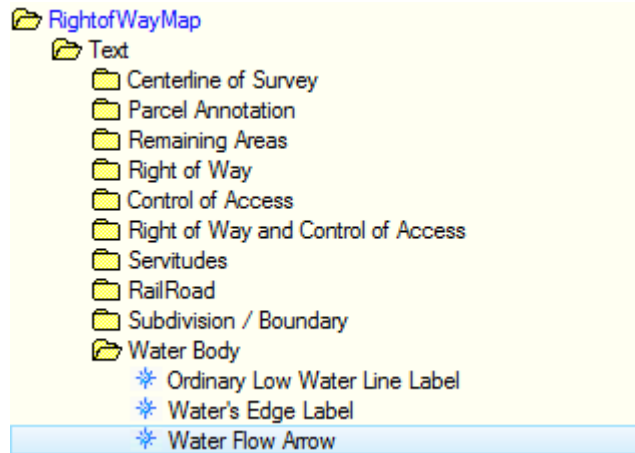 RightofWayMap
Text
Centerline of Survey
Parcel Annotation
Remaining Areas
Right of Way
Control of Access
Right of Way and Control of Access
Servitudes
RailRoad
Subdivision / Boundary
Water Body
Ordinary Low Water Line Label
Water's Edge Label
Water Flow Arrow